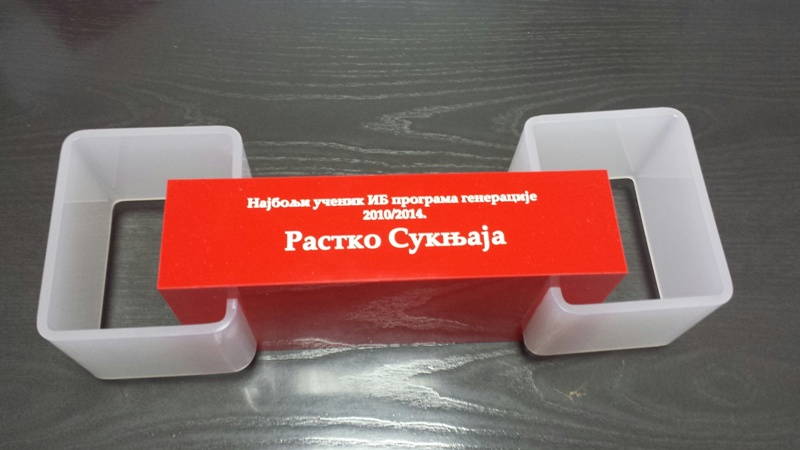 Најбољи ученик ИБ програма генерације
2010/2014.
Растко Сукњаја